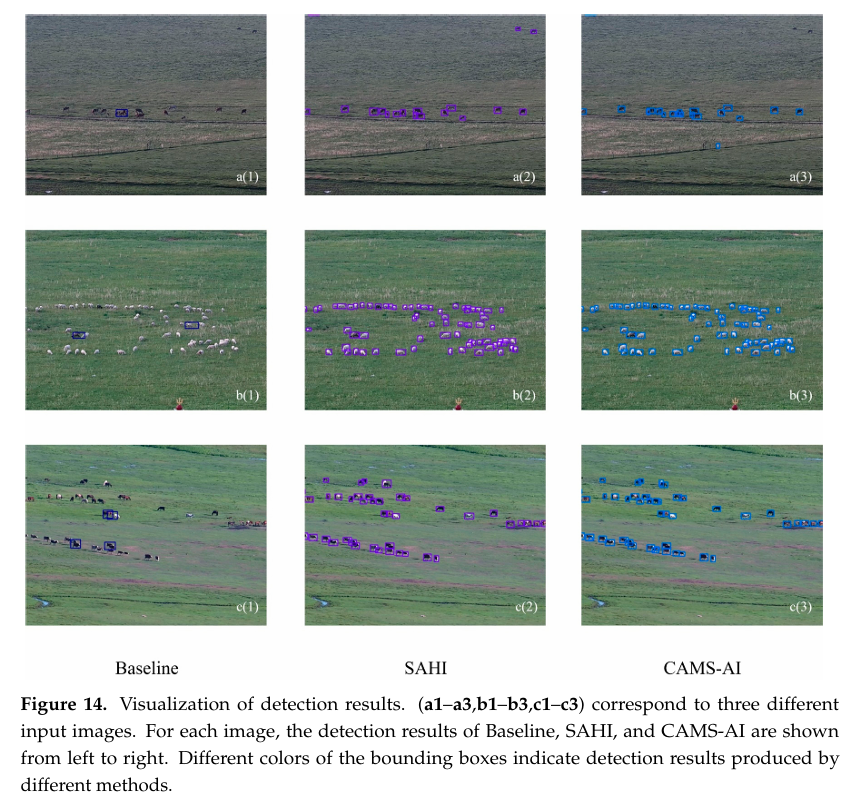 a(1)
a(2)
a(3)
b(1)
b(2)
b(3)
c(1)
c(2)
c(3)
Baseline
SAHI
CAMS-AI
Figure 14. Visualization of detection results. (a1–a3,b1–b3,c1–c3) correspond to three different
input images. For each image, the detection results of Baseline, SAHI, and CAMS-AI are shown
from left to right. Different colors of the bounding boxes indicate detection results produced by
different methods.